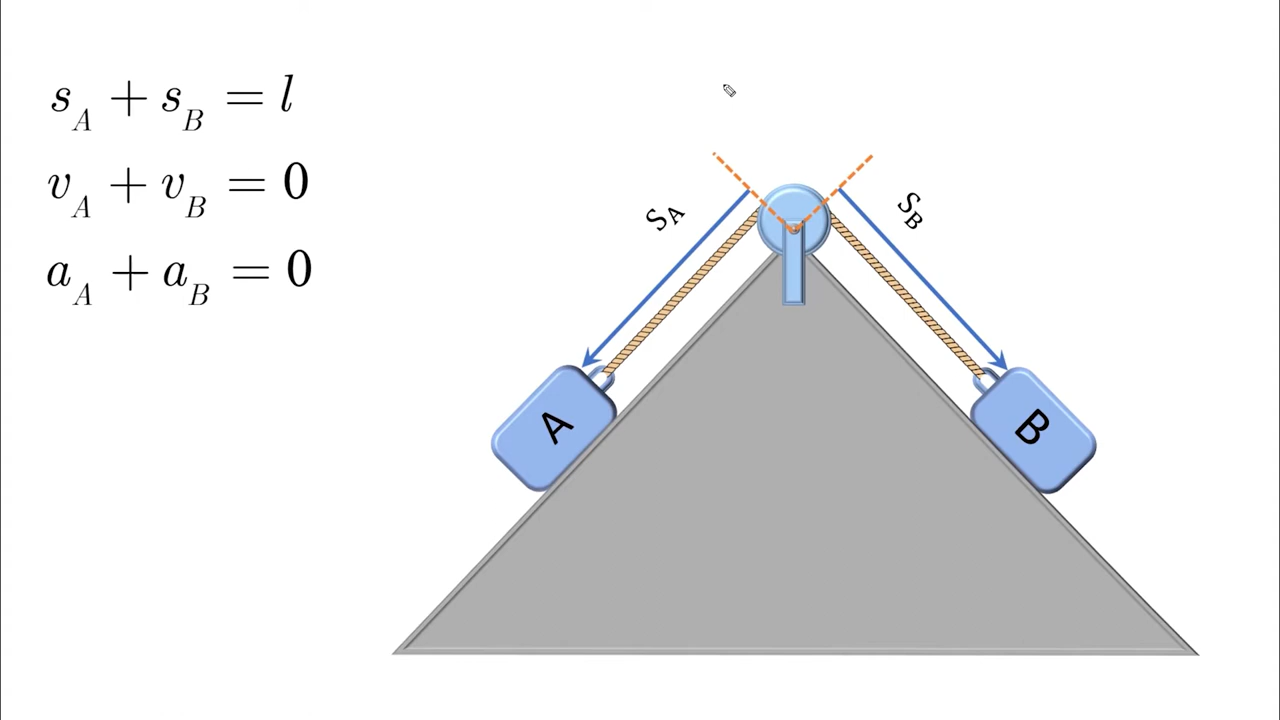 s_A + s_B = l
v_A + v_B = 0
a_A + a_B = 0
S_A
S_B
A
B